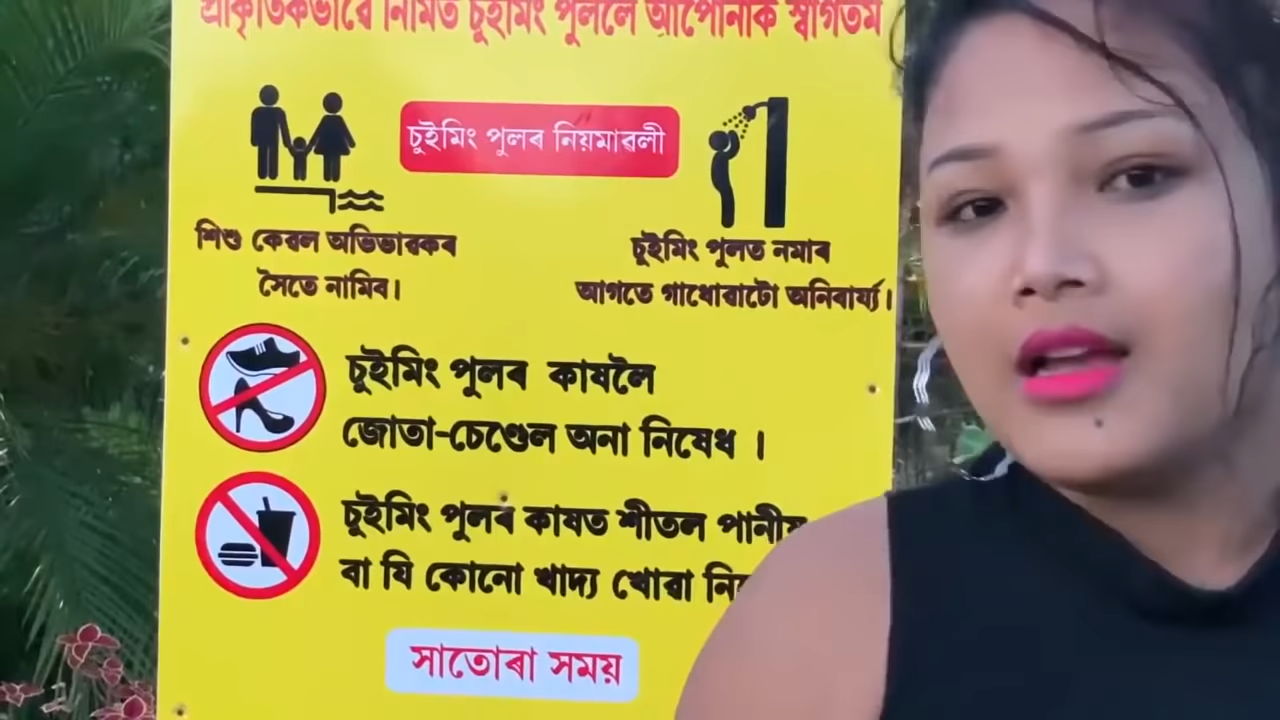 প্ৰাকৃতিকভাৱে নিৰ্মিত চুইমিং পুললৈ আপোনাক স্বাগতম
চুইমিং পুলৰ নিয়মাৱলী
শিশু কেৱল অভিভাৱকৰ
সৈতে নামিব।
চুইমিং পুলত নমাৰ
আগতে গাধোৱাটো অনিবাৰ্য্য।
চুইমিং পুলৰ কাষলৈ
জোতা-চেণ্ডেল অনা নিষেধ ।
চুইমিং পুলৰ কাষত শীতল পানীয়
বা যি কোনো খাদ্য খোৱা
সাতোৰা সময়